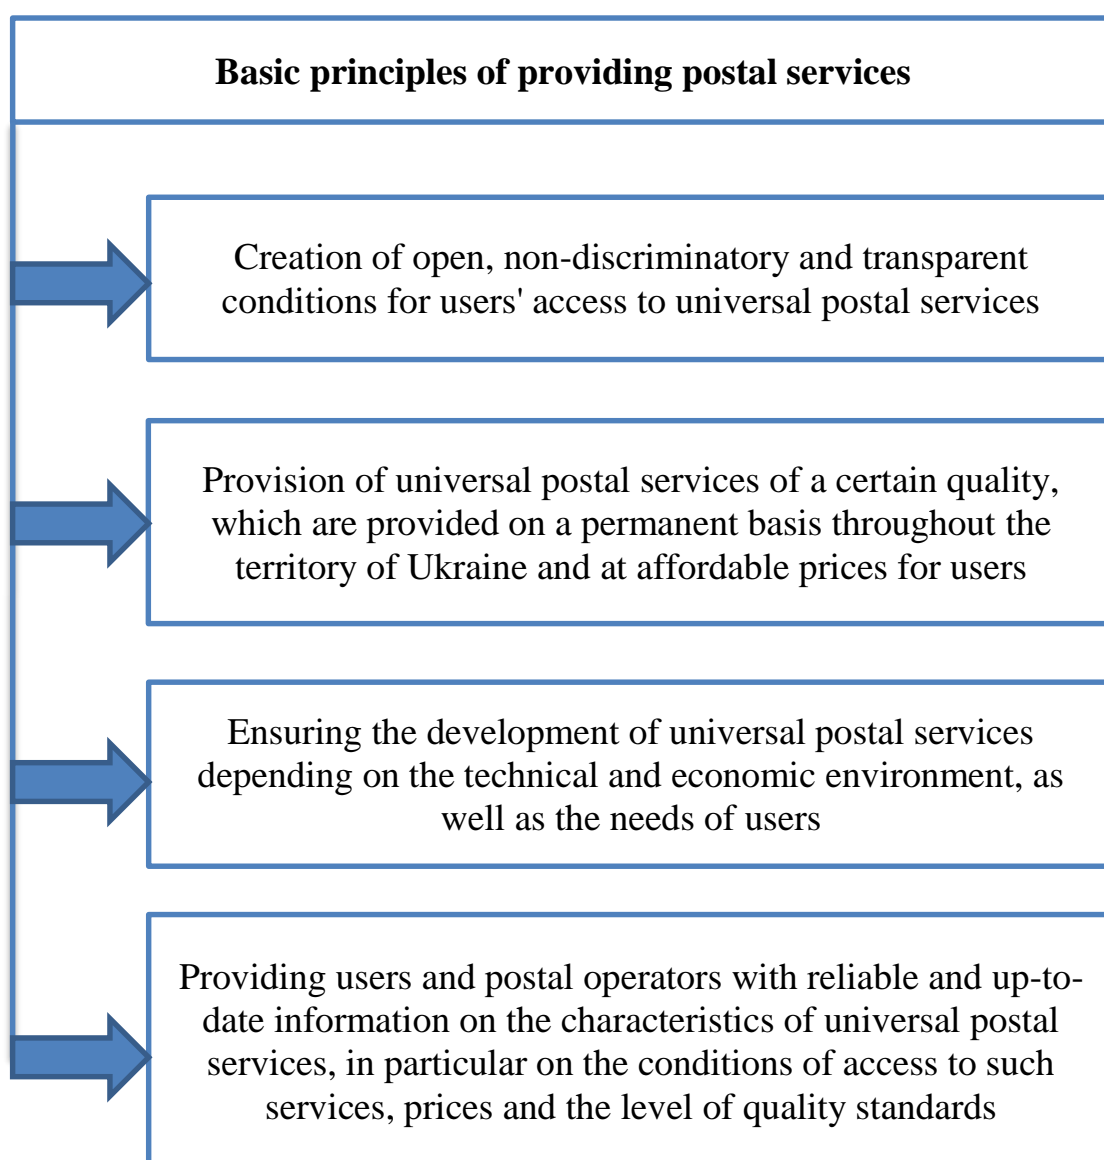 Basic principles of providing postal services
Creation of open, non-discriminatory and transparent
conditions for users' access to universal postal services
Provision of universal postal services of a certain quality,
which are provided on a permanent basis throughout the
territory of Ukraine and at affordable prices for users
Ensuring the development of universal postal services
depending on the technical and economic environment, as
well as the needs of users
Providing users and postal operators with reliable and up-to-
date information on the characteristics of universal postal
services, in particular on the conditions of access to such
services, prices and the level of quality standards